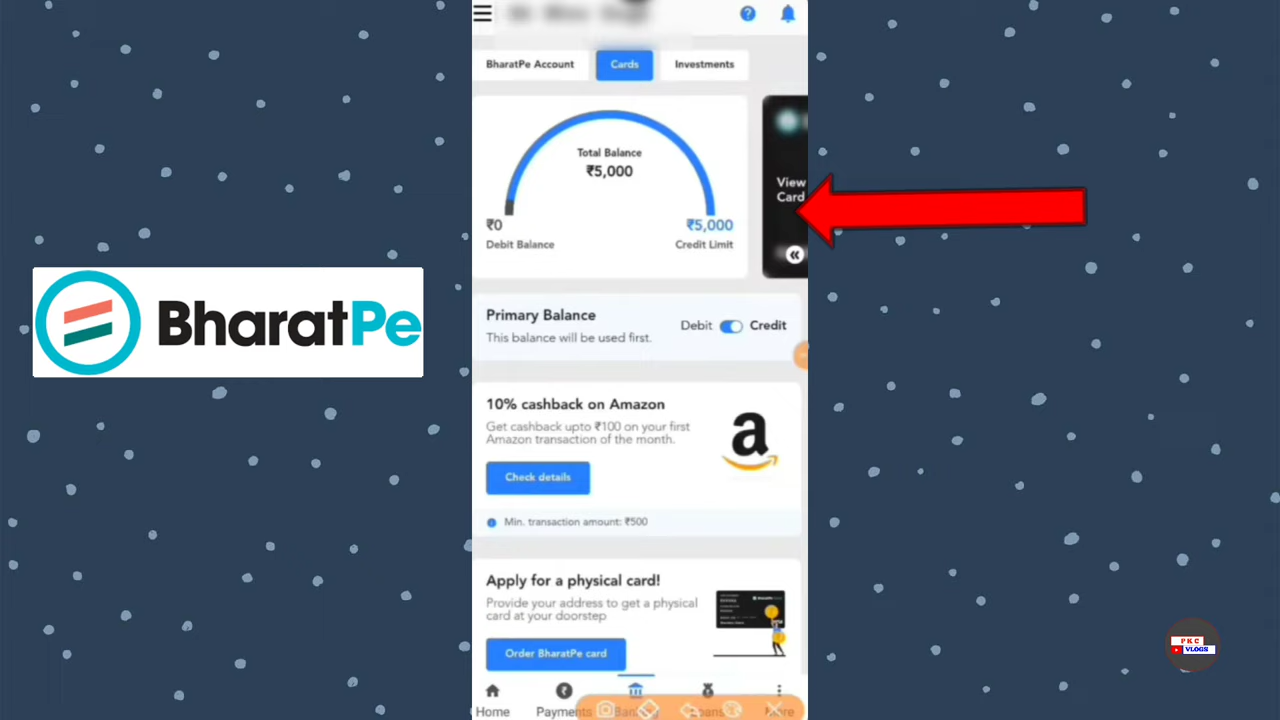 BharatPe Account
Cards
Investments
Total Balance
₹5,000
₹0
₹5,000
Debit Balance
Credit Limit
View
Card
BharatPe
Primary Balance
Debit
Credit
This balance will be used first.
10% cashback on Amazon
Get cashback upto ₹100 on your first
Amazon transaction of the month.
a
Check details
Min. transaction amount: ₹500
Apply for a physical card!
Provide your address to get a physical
card at your doorstep
Order BharatPe card
PKC
VLOGS
Home
Payments
Banking
Loans
More